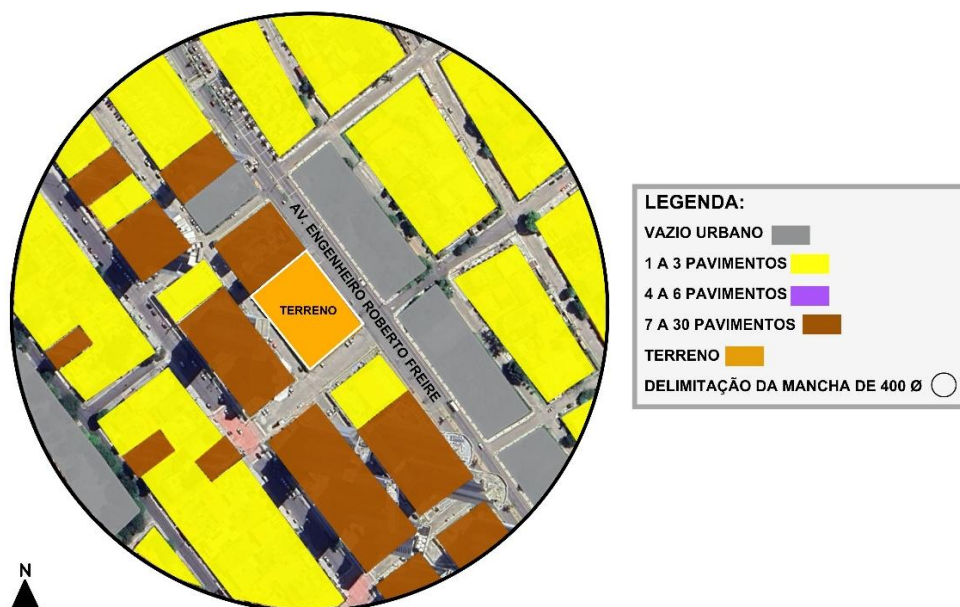 AV. ENGENHEIRO ROBERTO FREIRE
TERRENO
N
LEGENDA:
VAZIO URBANO
1 A 3 PAVIMENTOS
4 A 6 PAVIMENTOS
7 A 30 PAVIMENTOS
TERRENO
DELIMITAÇÃO DA MANCHA DE 400 Ø